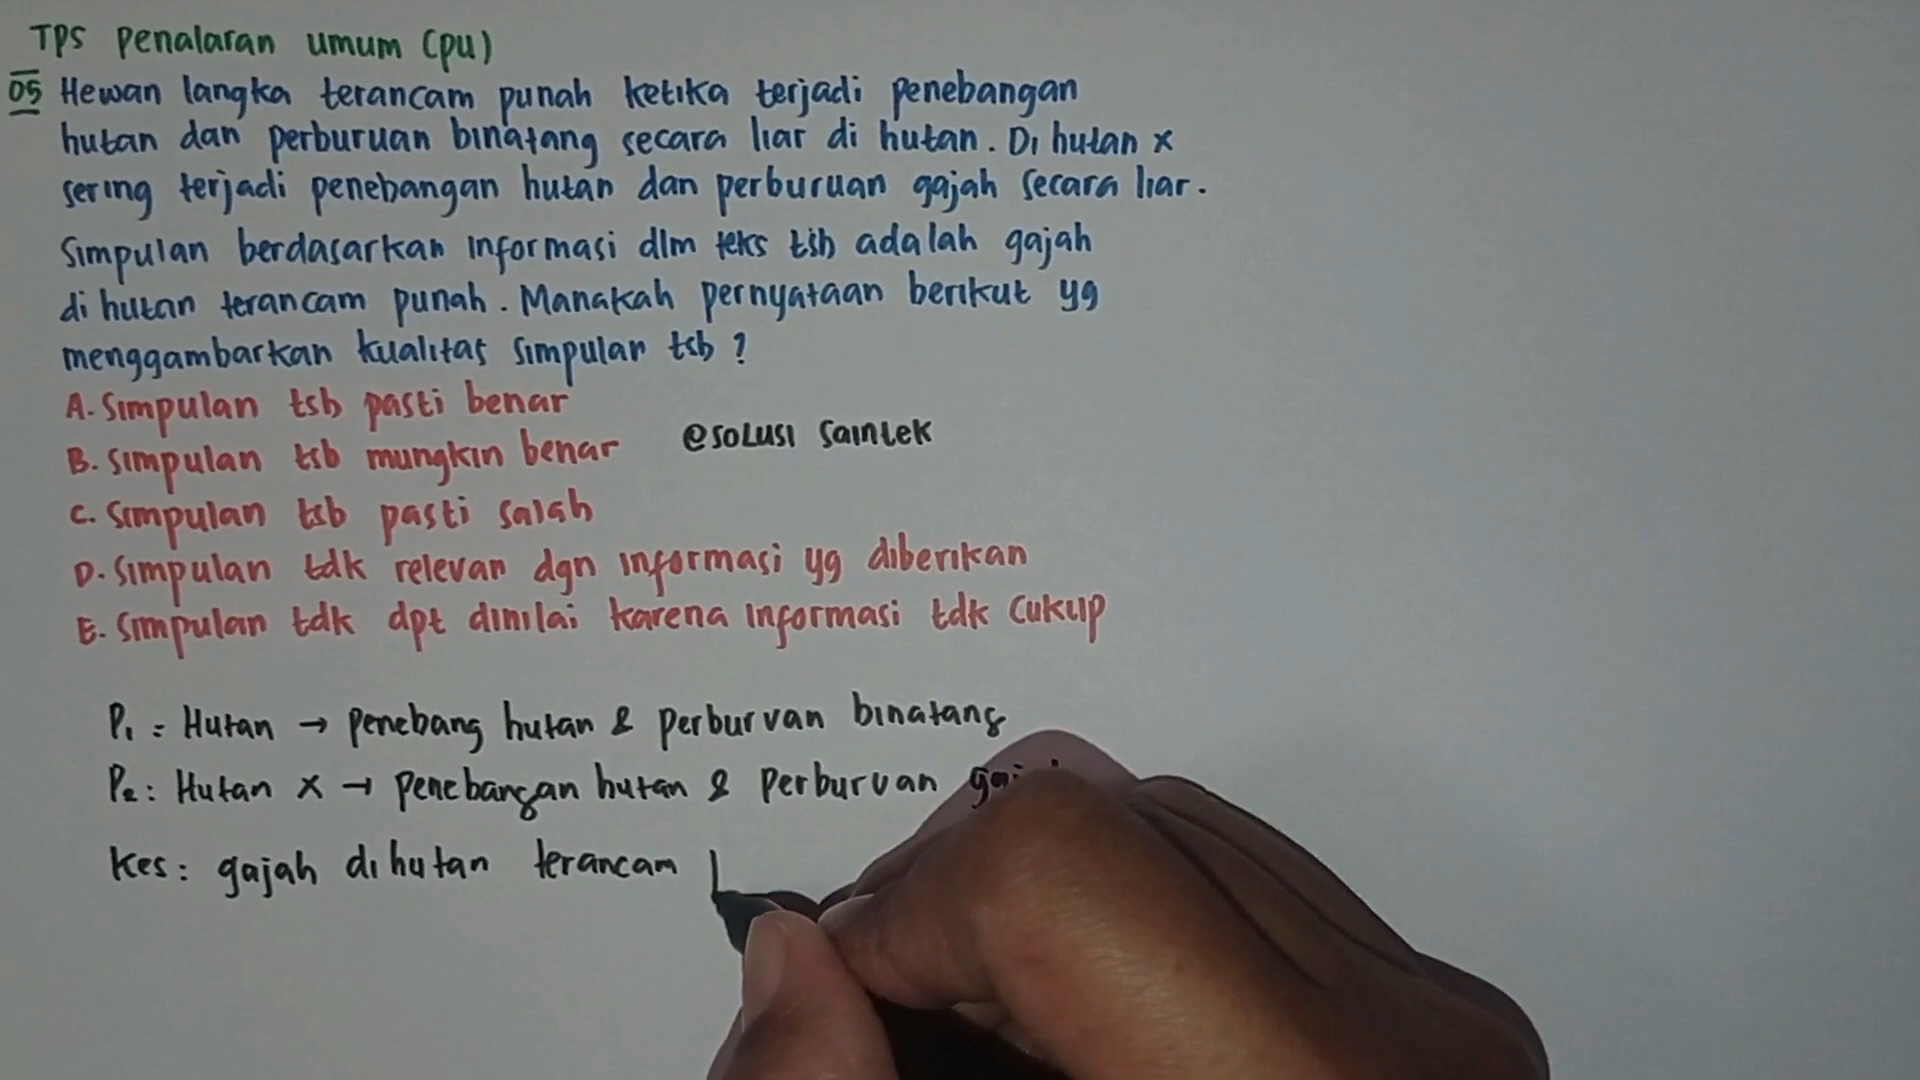 TPS penalaran umum (pu)
05 Hewan langka terancam punah ketika terjadi penebangan
hutan dan perburuan binatang secara liar di hutan. Di hutan x
sering terjadi penebangan hutan dan perburuan gajah secara liar.
Simpulan berdasarkan informasi dlm teks tsb adalah gajah
di hutan terancam punah. Manakah pernyataan berikut yg
menggambarkan kualitas simpulan tsb?
A. Simpulan tsb pasti benar
B. Simpulan tsb mungkin benar
@solusi saintek
C. Simpulan tsb pasti salah
D. Simpulan tdk relevan dgn informasi yg diberikan
E. Simpulan tdk dpt dinilai karena informasi tdk cukup
P1 = Hutan → penebang hutan & perburuan binatang
P2: Hutan x → penebangan hutan & perburuan
Kes: gajah dihutan terancam